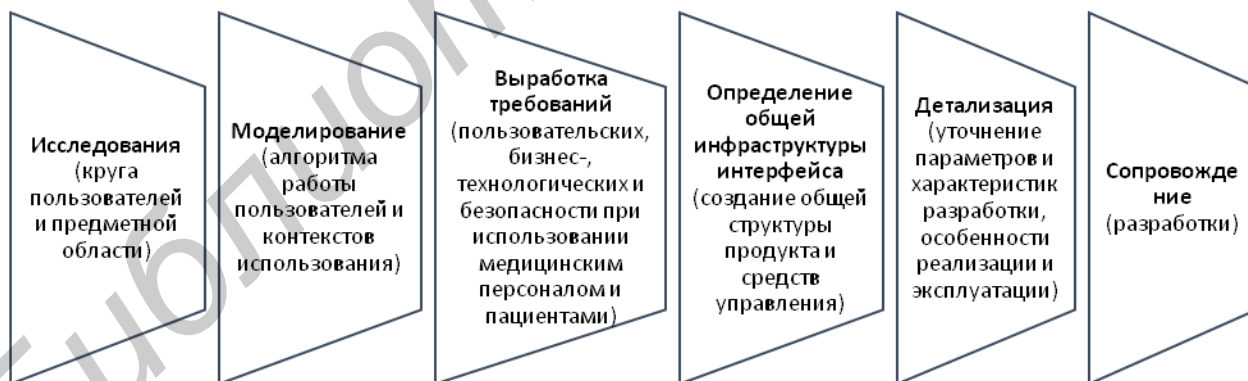 Исследования
(круга
пользователей
и предметной
области)
Моделирование
(алгоритма
работы
пользователей и
контекстов
использования)
Выработка
требований
(пользовательских,
бизнес-,
технологических и
безопасности при
использовании
медицинским
персоналом и
пациентами)
Определение
общей
инфраструктуры
интерфейса
(создание общей
структуры
продукта и
средств
управления)
Детализация
(уточнение
параметров и
характеристик
разработки,
особенности
реализации и
эксплуатации)
Сопровожде
ние
(разработки)